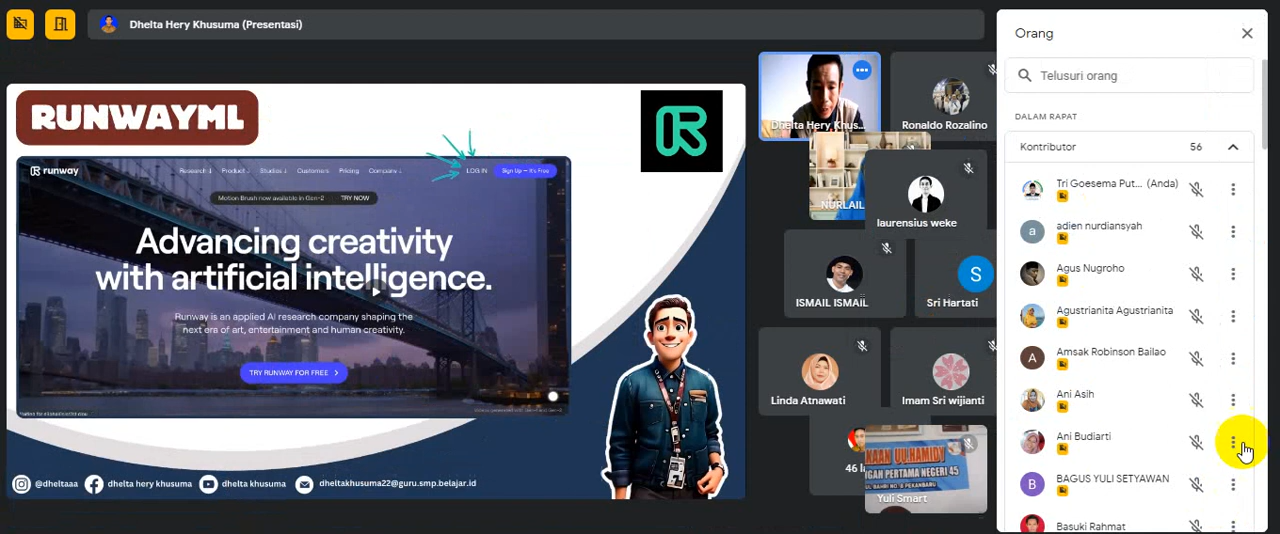 Dhelta Hery Khusuma (Presentasi)
RUNWAYML
runway
Research ↓ Product ↓ Studios ↓ Customers Pricing Company ↓ LOG IN Sign Up — It's Free
Motion Brush now available in Gen-2 TRY NOW
Advancing creativity
with artificial intelligence.
Runway is an applied AI research company shaping the
next era of art, entertainment and human creativity.
TRY RUNWAY FOR FREE >
@dheltaaa dhelta hery khusuma dhelta khusuma dheltakhusuma22@guru.smp.belajar.id
Dhelta Hery Khus...
Ronaldo Rozalino
NURLAIL
laurensius weke
ISMAIL ISMAIL
S
Sri Hartati
Linda Atnawati
Imam Sri wijianti
46 la
NEGERI 45
Yuli Smart
Orang
Telusuri orang
DALAM RAPAT
Kontributor 56
Tri Goesema Put... (Anda)
a
adien nurdiansyah
Agus Nugroho
Agustrianita Agustrianita
A
Amsak Robinson Bailao
Ani Asih
Ani Budiarti
B
BAGUS YULI SETYAWAN
Basuki Rahmat